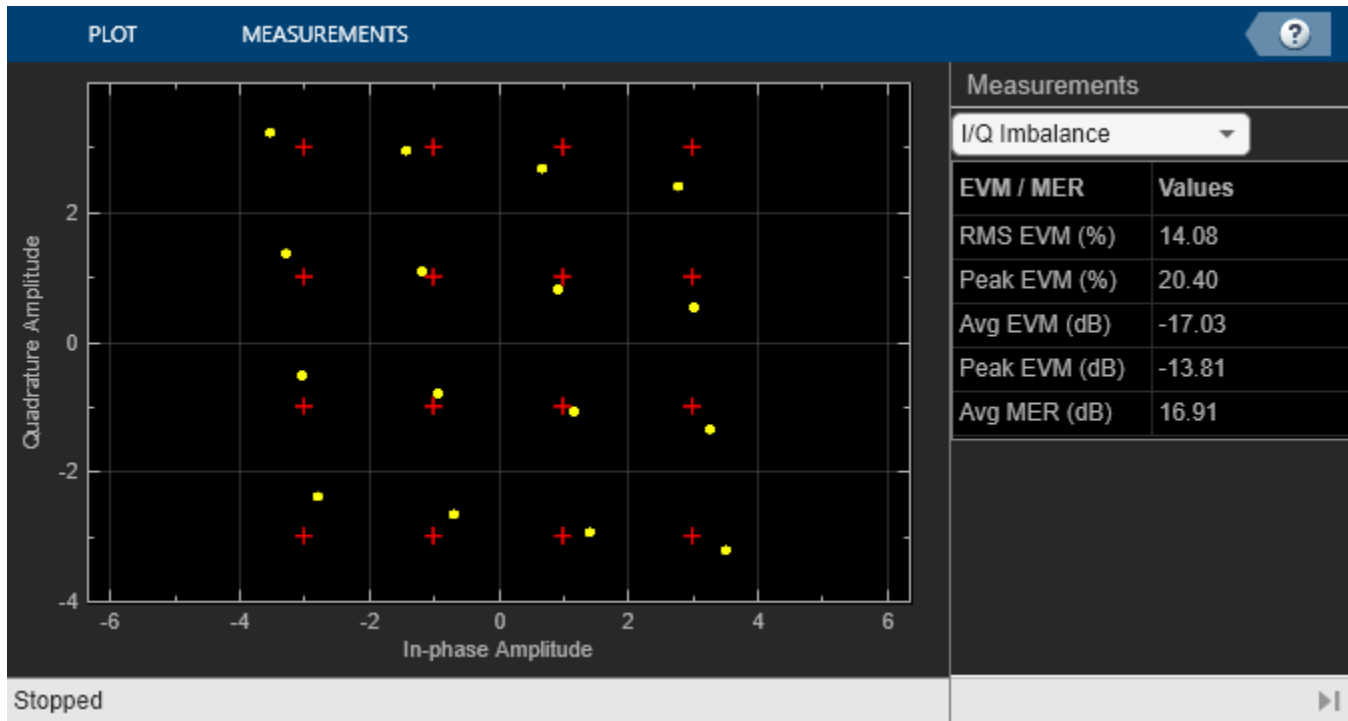 PLOT MEASUREMENTS ?
Measurements
I/Q Imbalance
EVM / MER Values
RMS EVM (%) 14.08
Peak EVM (%) 20.40
Avg EVM (dB) -17.03
Peak EVM (dB) -13.81
Avg MER (dB) 16.91
Quadrature Amplitude
2
0
-2
-4
-6 -4 -2 0 2 4 6
In-phase Amplitude
Stopped